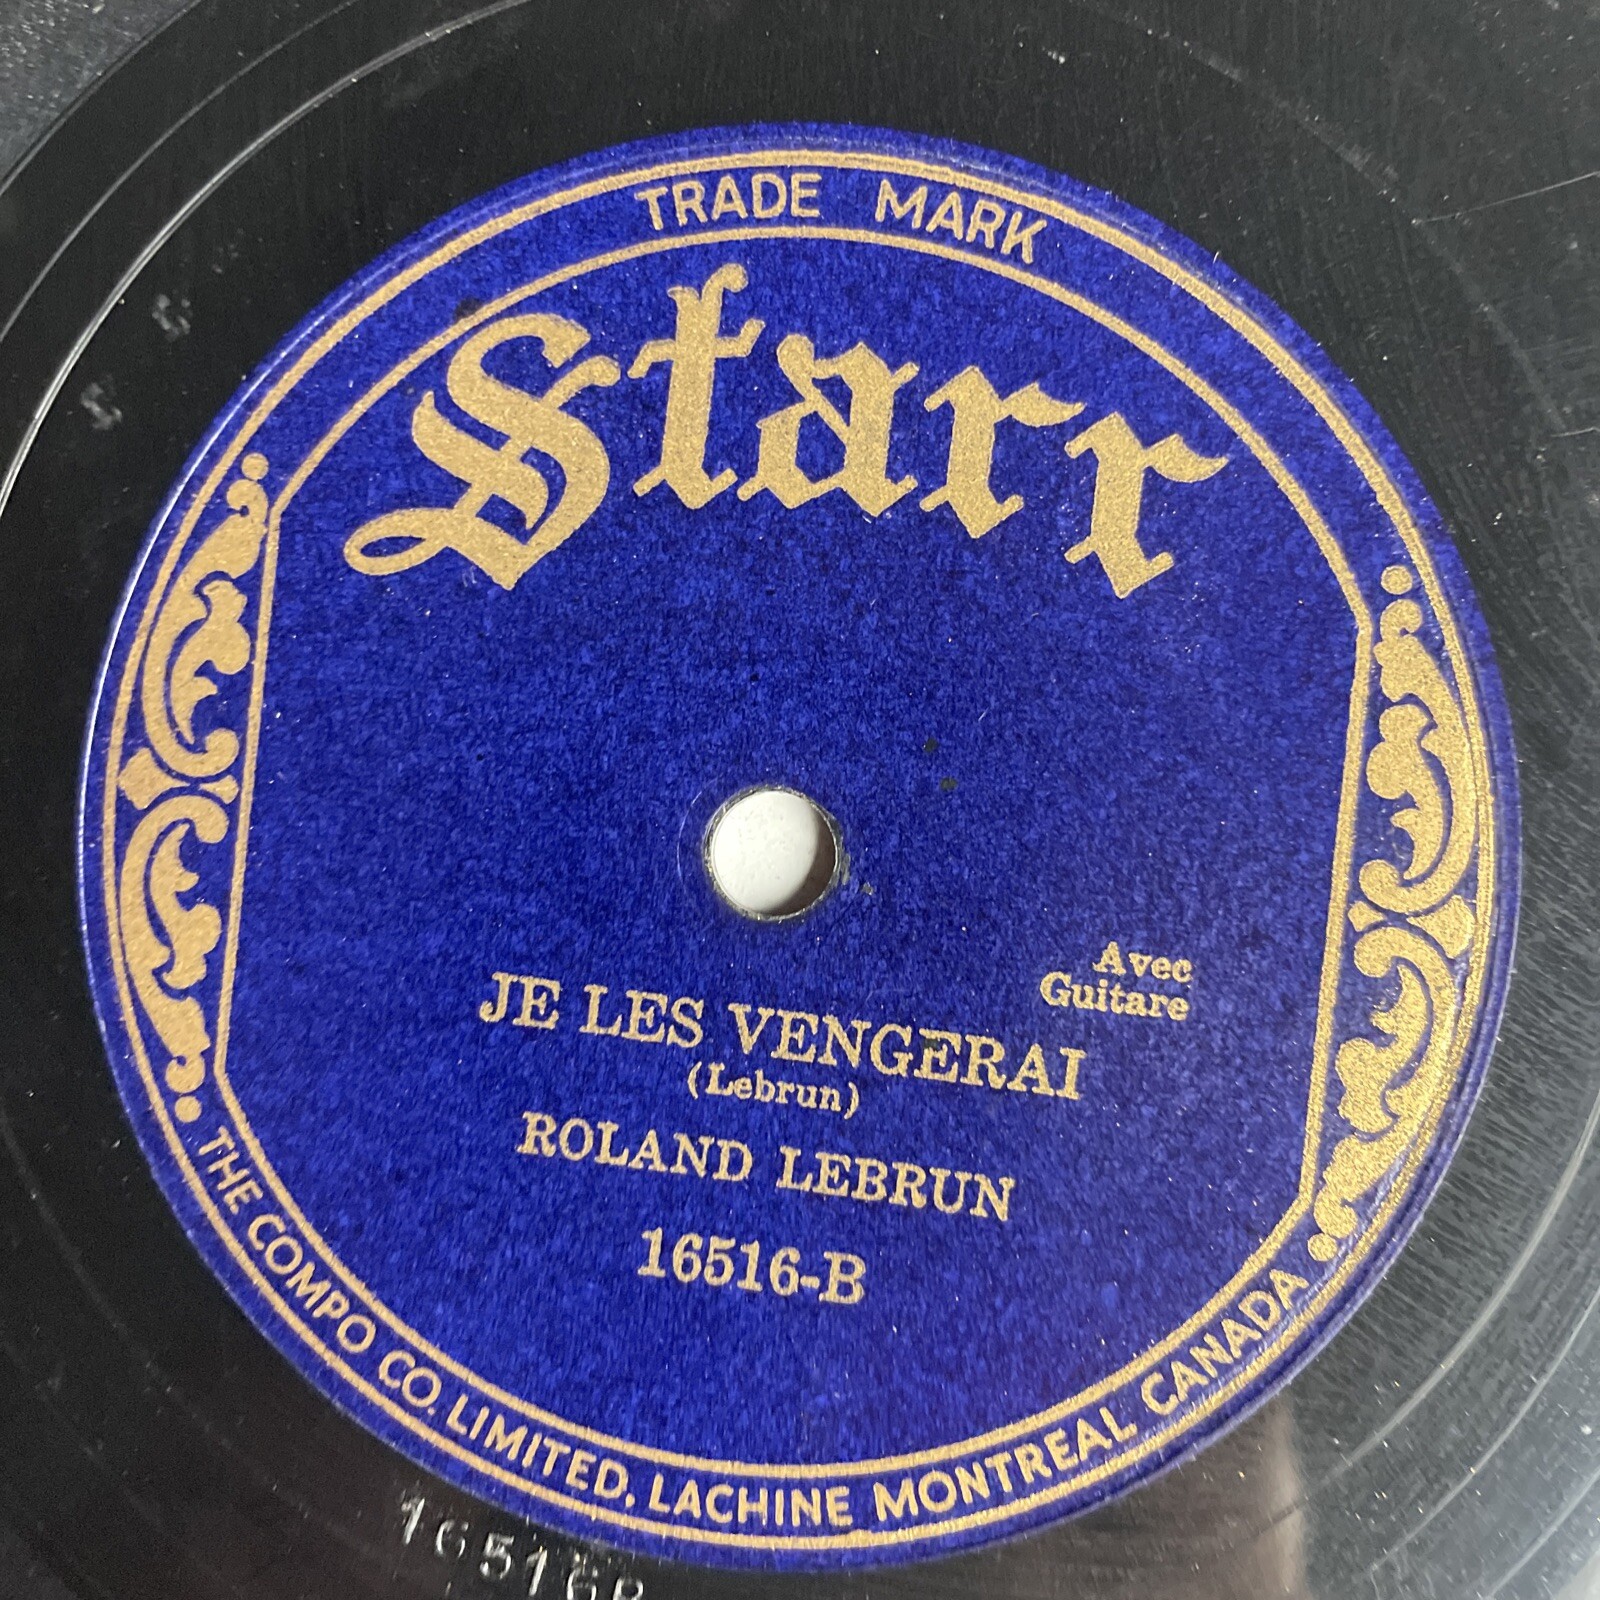 TRADE MARK
Starr
Avec
Guitare
JE LES VENGERAI
(Lebrun)
ROLAND LEBRUN
16516-B
THE COMPO CO. LIMITED, LACHINE MONTREAL CANADA
16516B